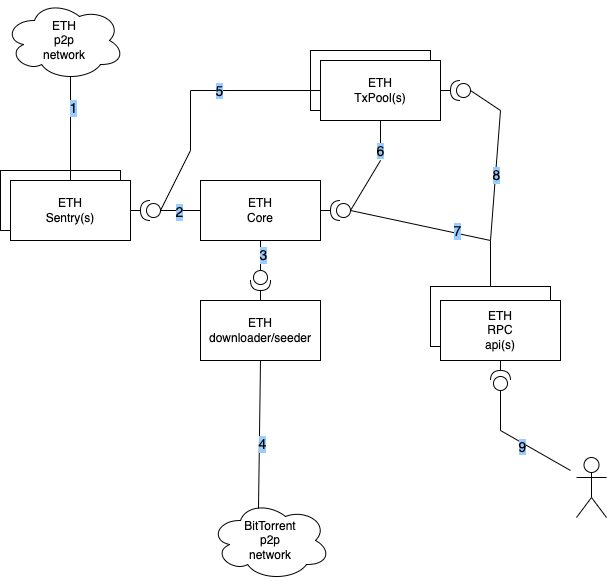 ETH
p2p
network
1
5
ETH
TxPool(s)
6
8
ETH
Sentry(s)
2
ETH
Core
7
3
ETH
downloader/seeder
ETH
RPC
api(s)
4
9
BitTorrent
p2p
network